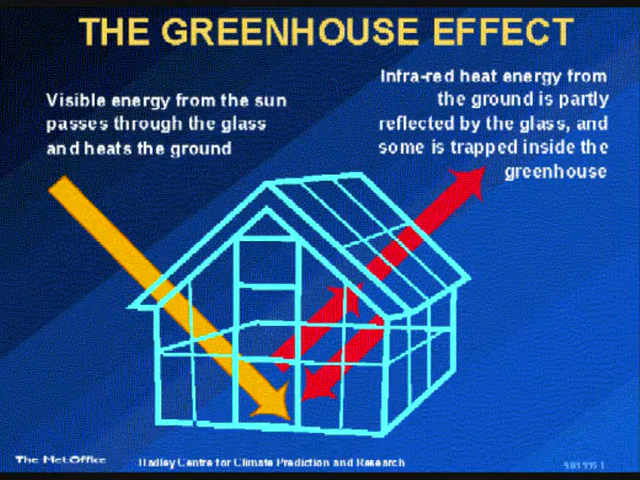 THE GREENHOUSE EFFECT
Visible energy from the sun
passes through the glass
and heats the ground
Infra-red heat energy from
the ground is partly
reflected by the glass, and
some is trapped inside the
greenhouse
The Met.Office
Hadley Centre for Climate Prediction and Research